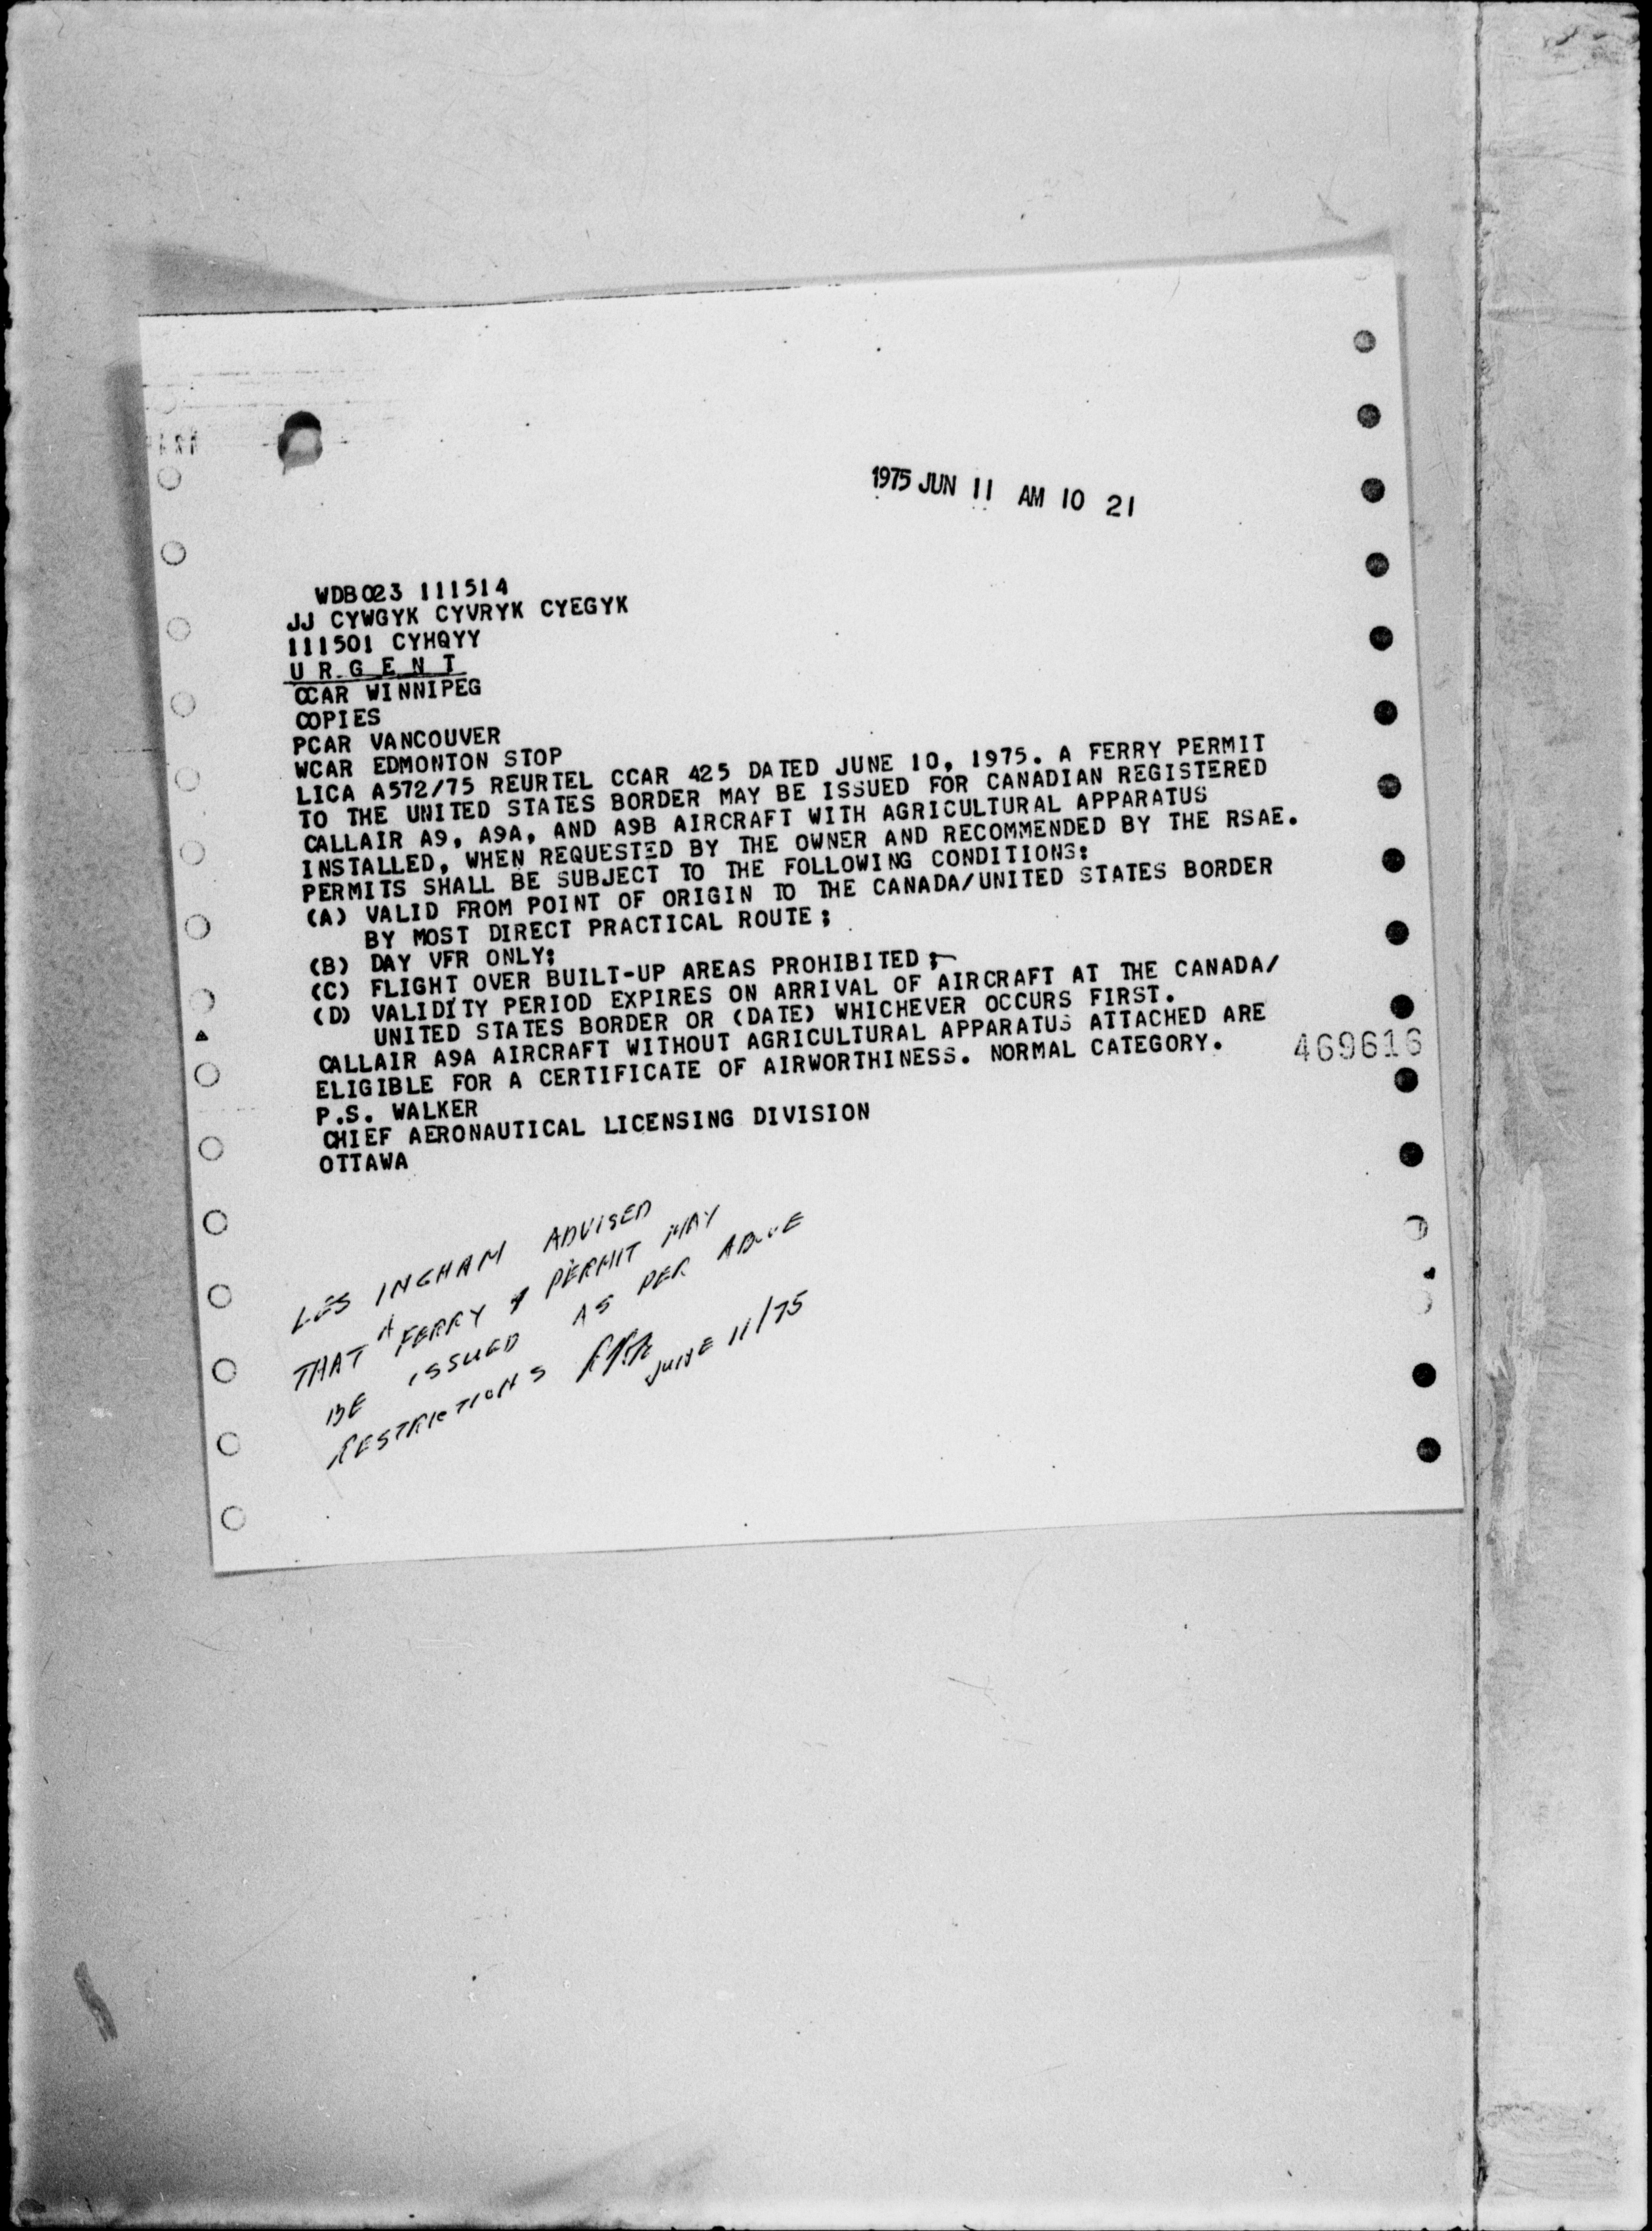 1975 JUN 11 AM 10 21
WDB023 111514
JJ CYWGYK CYVRYK CYEGYK
111501 CYHQYY
U R G E N T
CCAR WINNIPEG
COPIES
PCAR VANCOUVER
WCAR EDMONTON STOP
LICA A572/75 REURTEL CCAR 425 DATED JUNE 10, 1975. A FERRY PERMIT
TO THE UNITED STATES BORDER MAY BE ISSUED FOR CANADIAN REGISTERED
CALLAIR A9, A9A, AND A9B AIRCRAFT WITH AGRICULTURAL APPARATUS
INSTALLED, WHEN REQUESTED BY THE OWNER AND RECOMMENDED BY THE RSAE.
PERMITS SHALL BE SUBJECT TO THE FOLLOWING CONDITIONS:
(A) VALID FROM POINT OF ORIGIN TO THE CANADA/UNITED STATES BORDER
BY MOST DIRECT PRACTICAL ROUTE;
(B) DAY VFR ONLY;
(C) FLIGHT OVER BUILT-UP AREAS PROHIBITED;
(D) VALIDITY PERIOD EXPIRES ON ARRIVAL OF AIRCRAFT AT THE CANADA/
UNITED STATES BORDER OR (DATE) WHICHEVER OCCURS FIRST.
CALLAIR A9A AIRCRAFT WITHOUT AGRICULTURAL APPARATUS ATTACHED ARE
ELIGIBLE FOR A CERTIFICATE OF AIRWORTHINESS. NORMAL CATEGORY.
469616
P.S. WALKER
CHIEF AERONAUTICAL LICENSING DIVISION
OTTAWA
LES INGHAM ADVISED
THAT A FERRY PERMIT MAY
BE ISSUED AS PER ABOVE
RESTRICTIONS
JUNE 11/75